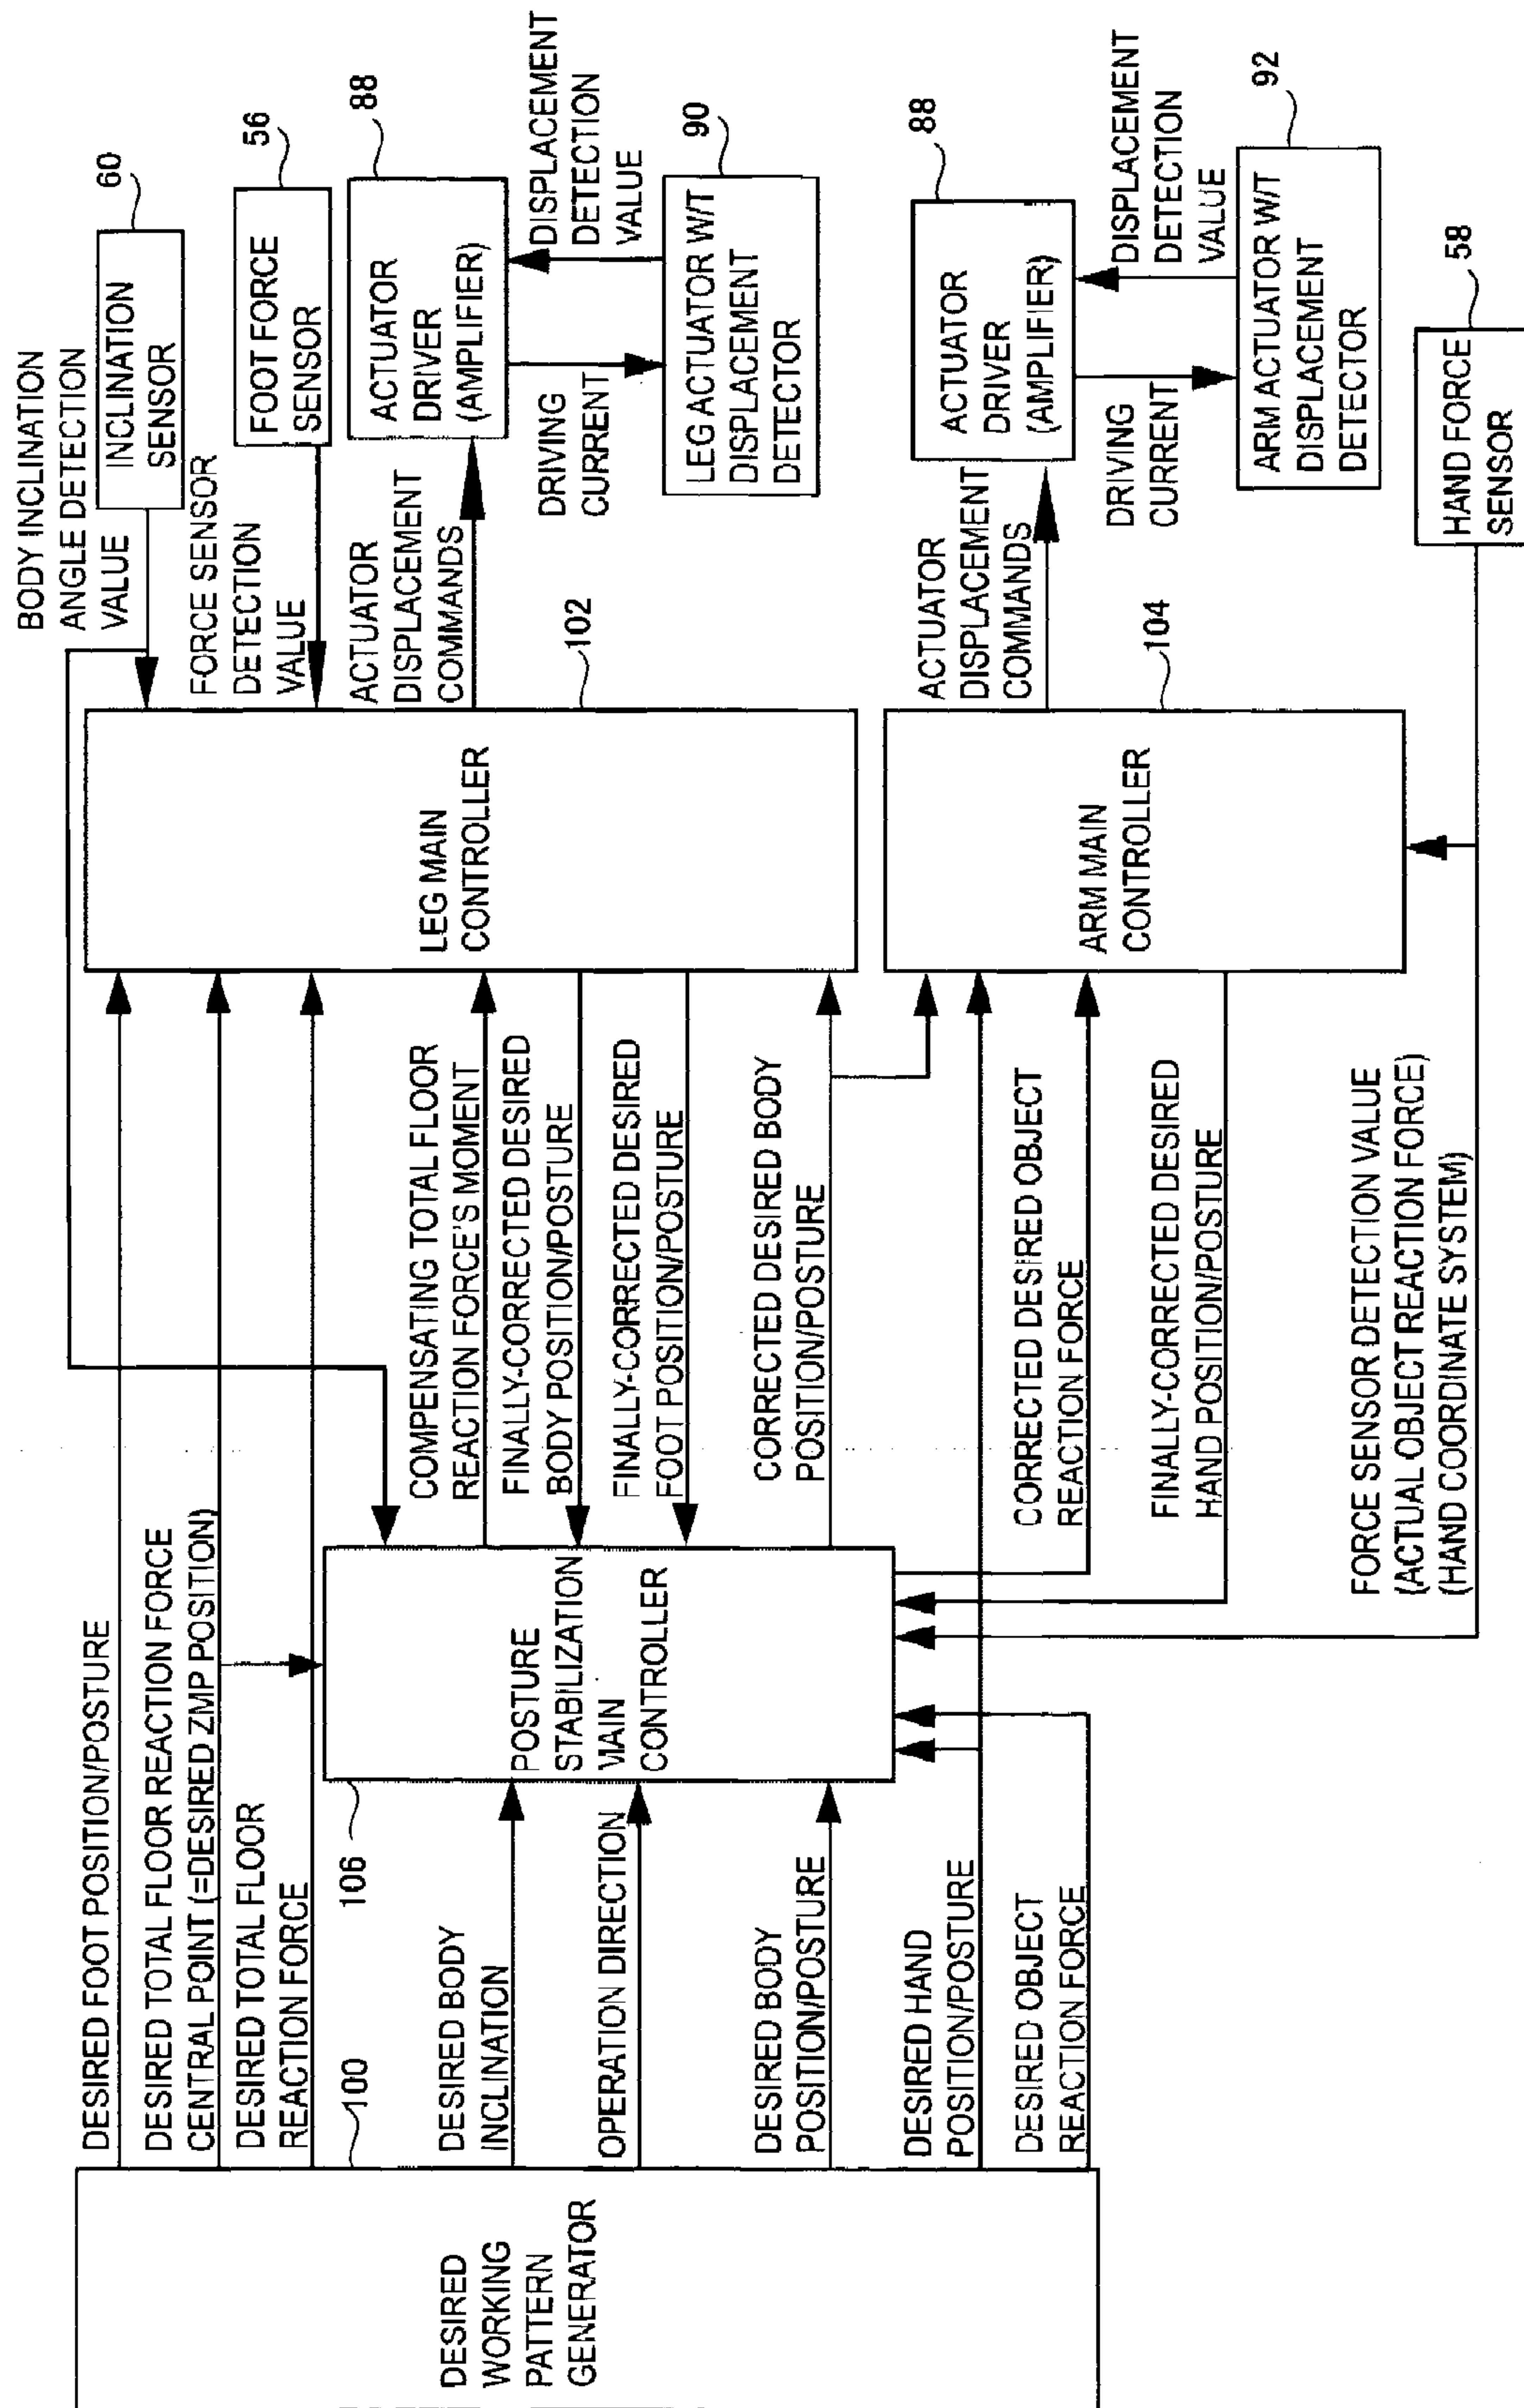 DESIRED
WORKING
PATTERN
GENERATOR
100
DESIRED FOOT POSITION/POSTURE
DESIRED TOTAL FLOOR REACTION FORCE
CENTRAL POINT (=DESIRED ZMP POSITION)
DESIRED TOTAL FLOOR
REACTION FORCE
DESIRED BODY
INCLINATION
OPERATION DIRECTION
DESIRED BODY
POSITION/POSTURE
DESIRED HAND
POSITION/POSTURE
DESIRED OBJECT
REACTION FORCE
106
POSTURE
STABILIZATION
MAIN
CONTROLLER
COMPENSATING TOTAL FLOOR
REACTION FORCE'S MOMENT
FINALLY-CORRECTED DESIRED
BODY POSITION/POSTURE
FINALLY-CORRECTED DESIRED
FOOT POSITION/POSTURE
CORRECTED DESIRED BODY
POSITION/POSTURE
CORRECTED DESIRED OBJECT
REACTION FORCE
FINALLY-CORRECTED DESIRED
HAND POSITION/POSTURE
FORCE SENSOR DETECTION VALUE
(ACTUAL OBJECT REACTION FORCE)
(HAND COORDINATE SYSTEM)
LEG MAIN
CONTROLLER
102
ARM MAIN
CONTROLLER
104
BODY INCLINATION
ANGLE DETECTION
VALUE
FORCE SENSOR
DETECTION
VALUE
ACTUATOR
DISPLACEMENT
COMMANDS
ACTUATOR
DISPLACEMENT
COMMANDS
INCLINATION
SENSOR
60
FOOT FORCE
SENSOR
56
ACTUATOR
DRIVER
(AMPLIFIER)
88
DRIVING
CURRENT
DISPLACEMENT
DETECTION
VALUE
LEG ACTUATOR W/T
DISPLACEMENT
DETECTOR
90
ACTUATOR
DRIVER
(AMPLIFIER)
88
DRIVING
CURRENT
DISPLACEMENT
DETECTION
VALUE
ARM ACTUATOR W/T
DISPLACEMENT
DETECTOR
92
HAND FORCE
SENSOR
58